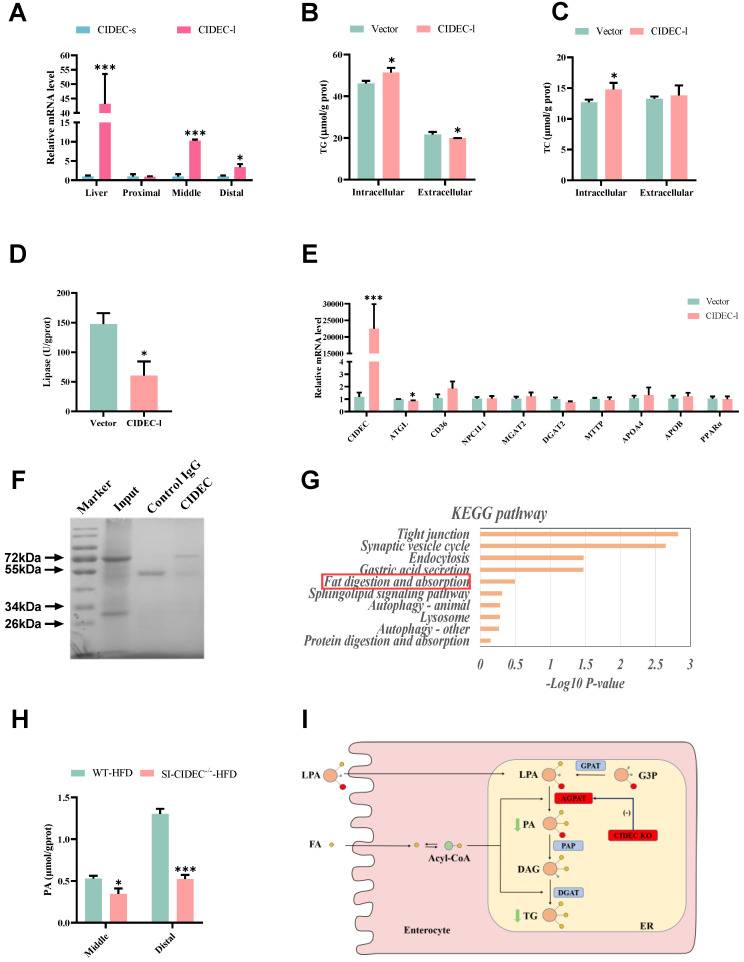 A
CIDEC-s
CIDEC-l
Relative mRNA level
60
55
50
45
40
15
10
5
0
***
***
*
Liver
Proximal
Middle
Distal
B
Vector
CIDEC-l
TG (μmol/g prot)
60
40
20
0
*
*
Intracellular
Extracellular
C
Vector
CIDEC-l
TC (μmol/g prot)
20
15
10
5
0
*
Intracellular
Extracellular
D
Lipase (U/gprot)
200
150
100
50
0
*
Vector
CIDEC-l
E
Vector
CIDEC-l
Relative mRNA level
30000
25000
20000
15000
4
3
2
1
0
***
*
CIDEC
ATGL
CD36
NPC1L1
MGAT2
DGAT2
MTTP
APOA4
APOB
PPARα
F
Marker
Input
Control IgG
CIDEC
72kDa
55kDa
34kDa
26kDa
G
KEGG pathway
Tight junction
Synaptic vesicle cycle
Endocytosis
Gastric acid secretion
Fat digestion and absorption
Sphingolipid signaling pathway
Autophagy - animal
Lysosome
Autophagy - other
Protein digestion and absorption
0
0.5
1
1.5
2
2.5
3
-Log10 P-value
H
WT-HFD
SI-CIDEC⁻/⁻-HFD
PA (μmol/gprot)
1.5
1.0
0.5
0.0
*
***
Middle
Distal
I
LPA
LPA
GPAT
G3P
AGPAT
(-)
CIDEC KO
PA
FA
Acyl-CoA
PAP
DAG
DGAT
TG
Enterocyte
ER